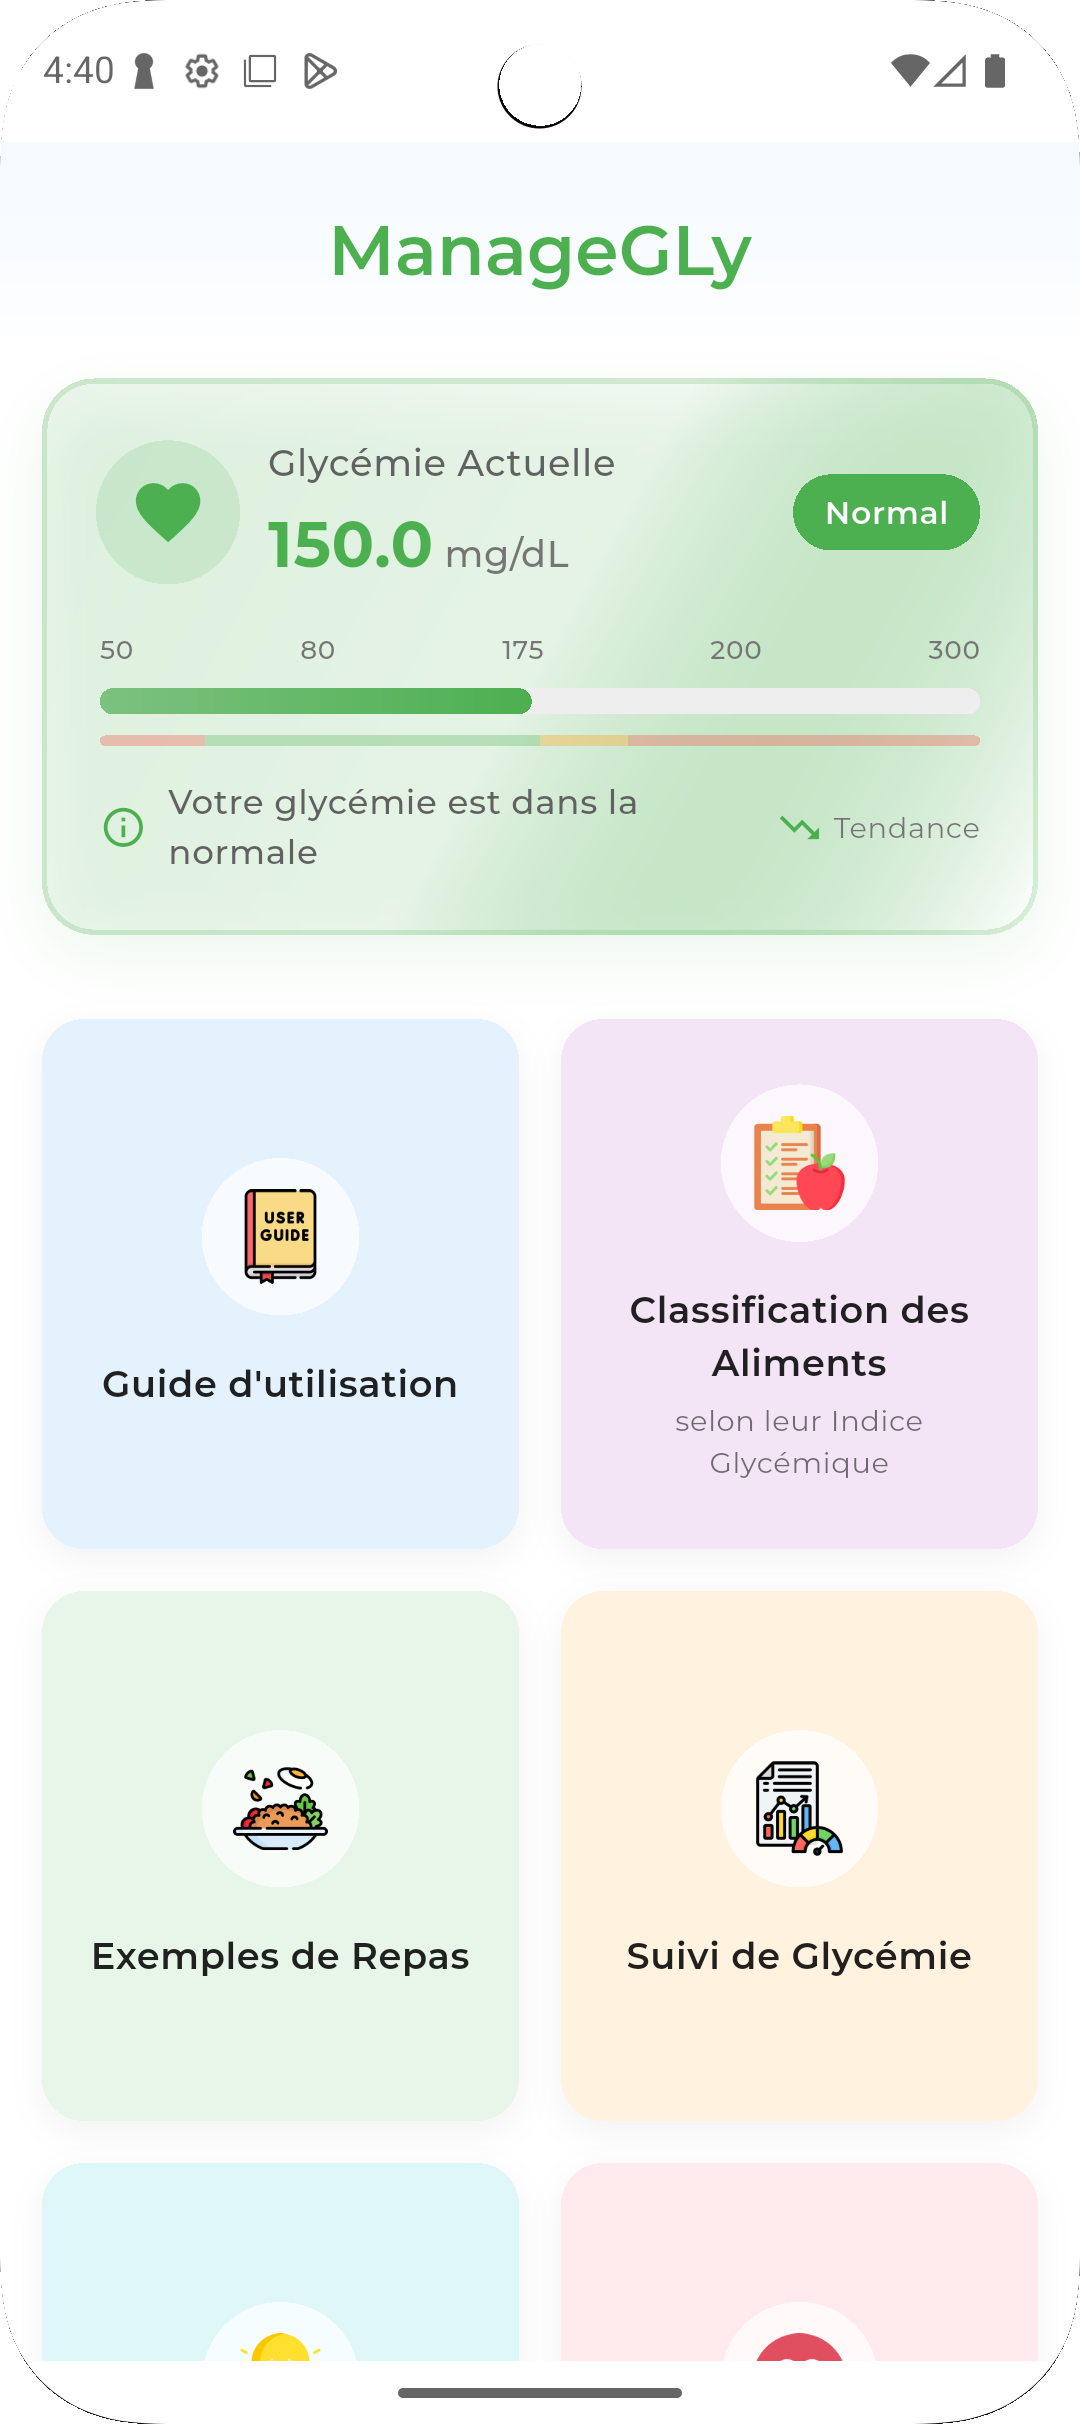 4:40
ManageGLy
Glycémie Actuelle
150.0 mg/dL
Normal
50 80 175 200 300
Votre glycémie est dans la
normale
Tendance
USER
GUIDE
Guide d'utilisation
Classification des
Aliments
selon leur Indice
Glycémique
Exemples de Repas
Suivi de Glycémie